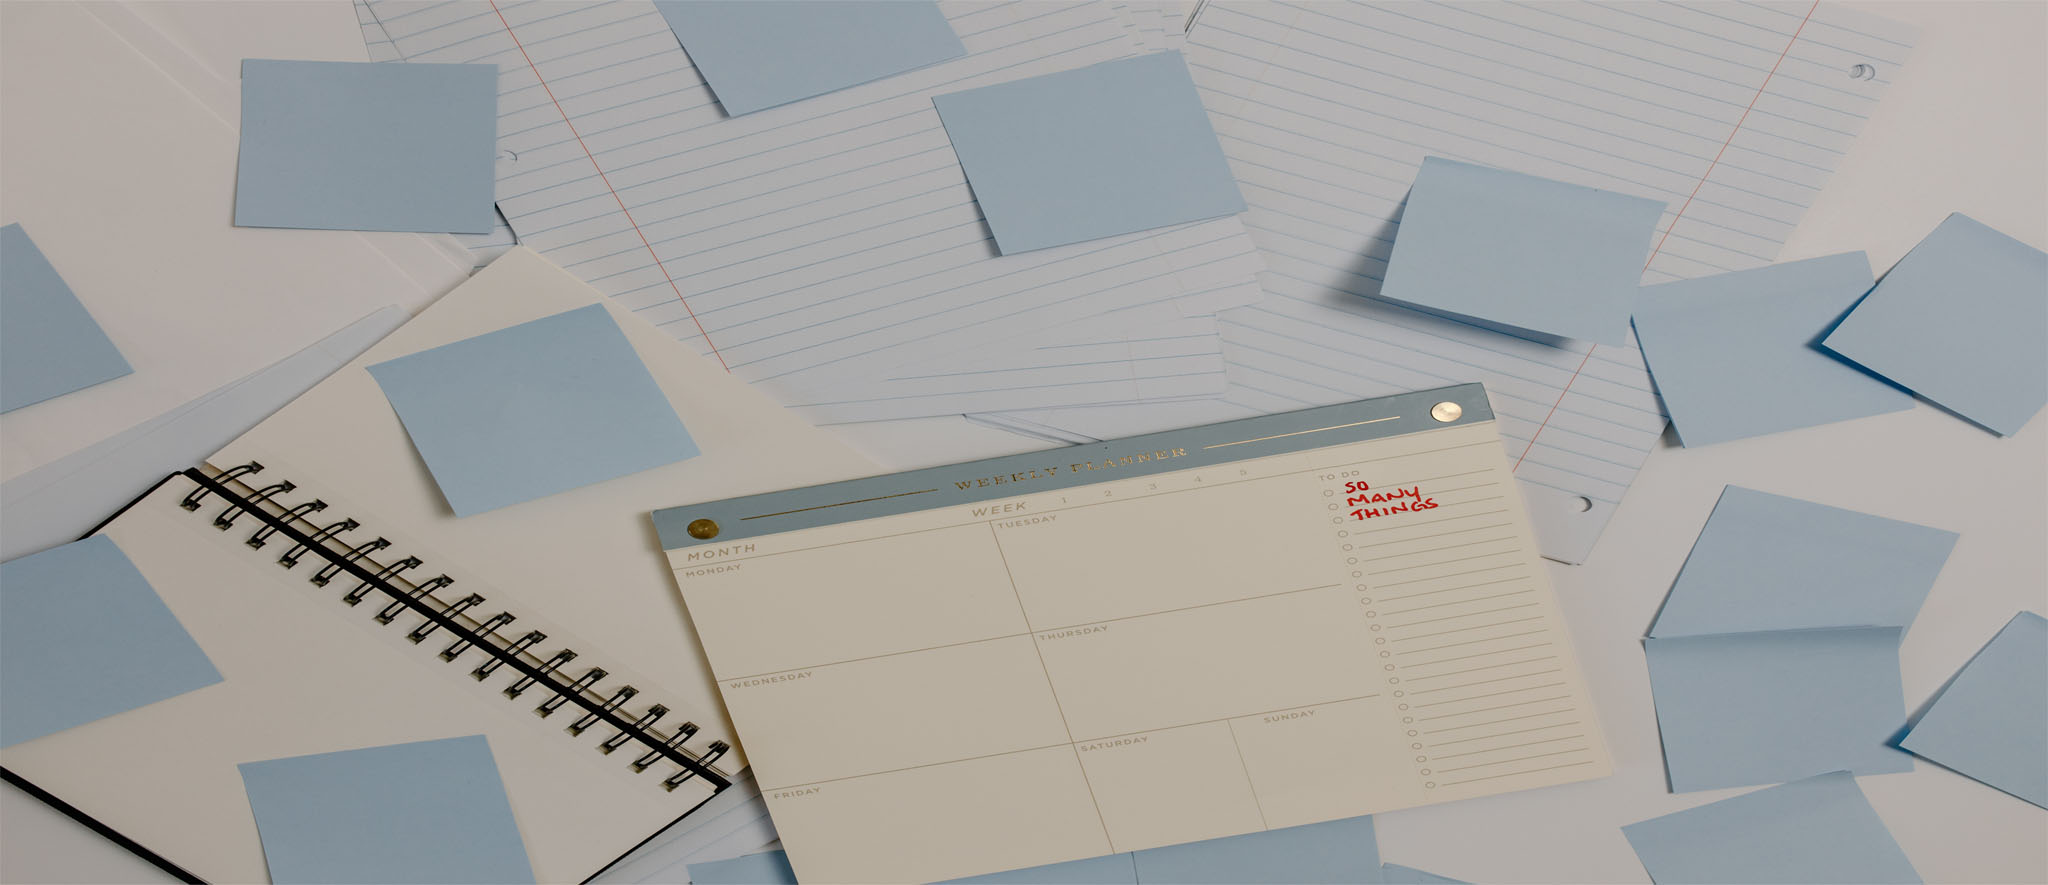 WEEKLY PLANNER
WEEK 1 2 3 4 5
MONTH
TO DO
SO
MANY
THINGS
MONDAY
TUESDAY
WEDNESDAY
THURSDAY
FRIDAY
SATURDAY
SUNDAY